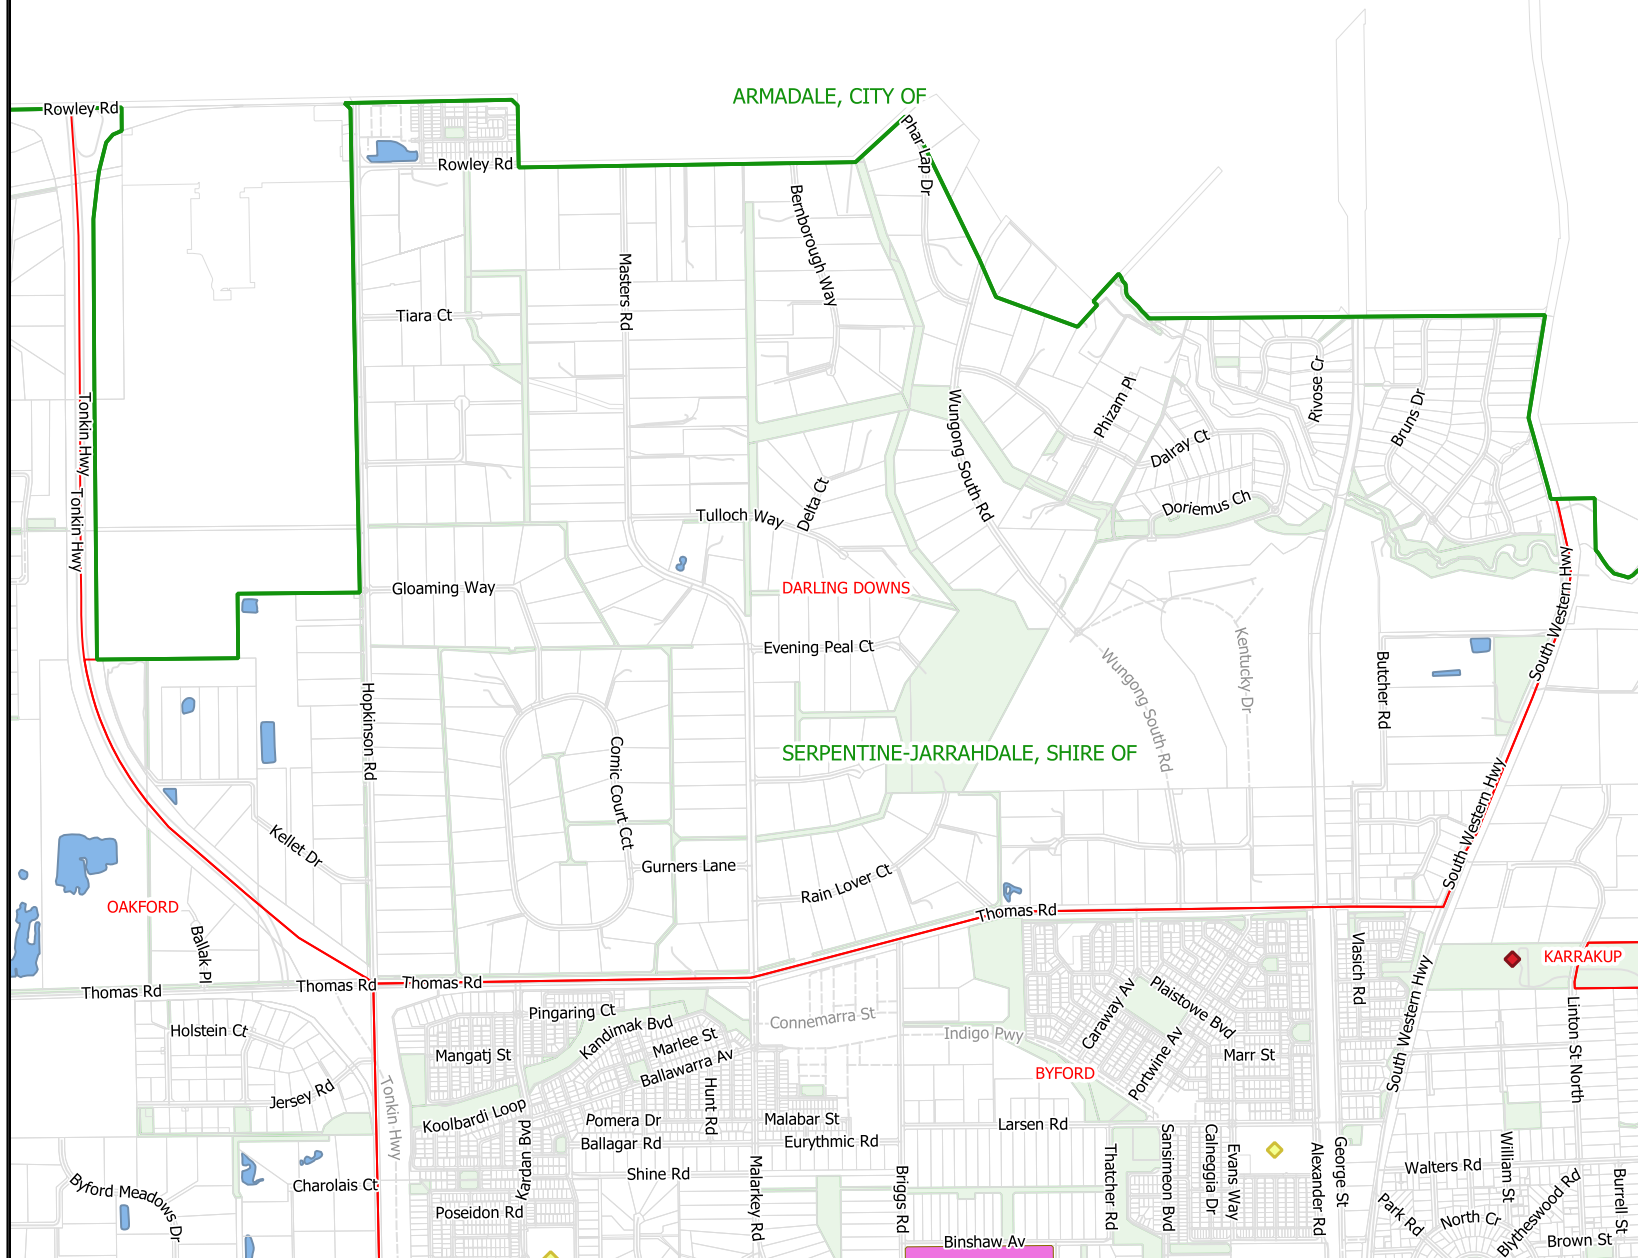 ARMADALE, CITY OF
Rowley Rd
Phar Lap Dr
Rowley Rd
Bernborough Way
Masters Rd
Tiara Ct
Rivose Cr
Phizam Pl
Bruns Dr
Tonkin Hwy
Wungong South Rd
Dalray Ct
Tonkin Hwy
Delta Ct
Doriemus Ch
Tulloch Way
South Western Hwy
Gloaming Way
DARLING DOWNS
Evening Peal Ct
Wungong South Rd
Kentucky Dr
Butcher Rd
Hopkinson Rd
Comic Court Cct
SERPENTINE-JARRAHDALE, SHIRE OF
South Western Hwy
Kellet Dr
Gurners Lane
Rain Lover Ct
OAKFORD
Thomas Rd
Ballak Pl
Vlasich Rd
KARRAKUP
Thomas Rd
Thomas Rd
Thomas Rd
Caraway Av
Plaistowe Bvd
South Western Hwy
Pingaring Ct
Connemarra St
Linton St North
Holstein Ct
Kandimak Bvd
Marlee St
Indigo Pwy
Mangatj St
Ballawarra Av
Portwine Av
Marr St
BYFORD
Jersey Rd
Tonkin Hwy
Hunt Rd
Koolbardi Loop
Pomera Dr
Malabar St
Larsen Rd
Ballagar Rd
Eurythmic Rd
Kardan Bvd
Shine Rd
Malarkey Rd
Briggs Rd
Thatcher Rd
Sansimeon Bvd
Calneggia Dr
Evans Way
Alexander Rd
George St
Walters Rd
William St
Blytheswood Rd
Burrell St
Byford Meadows Dr
Charolais Ct
Poseidon Rd
Park Rd
North Cr
Binshaw Av
Brown St